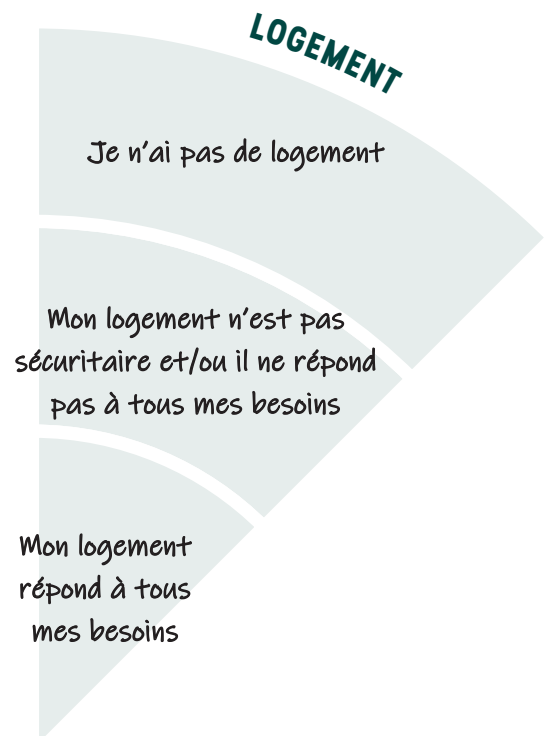 LOGEMENT
Je n'ai pas de logement
Mon logement n'est pas
sécuritaire et/ou il ne répond
pas à tous mes besoins
Mon logement
répond à tous
mes besoins